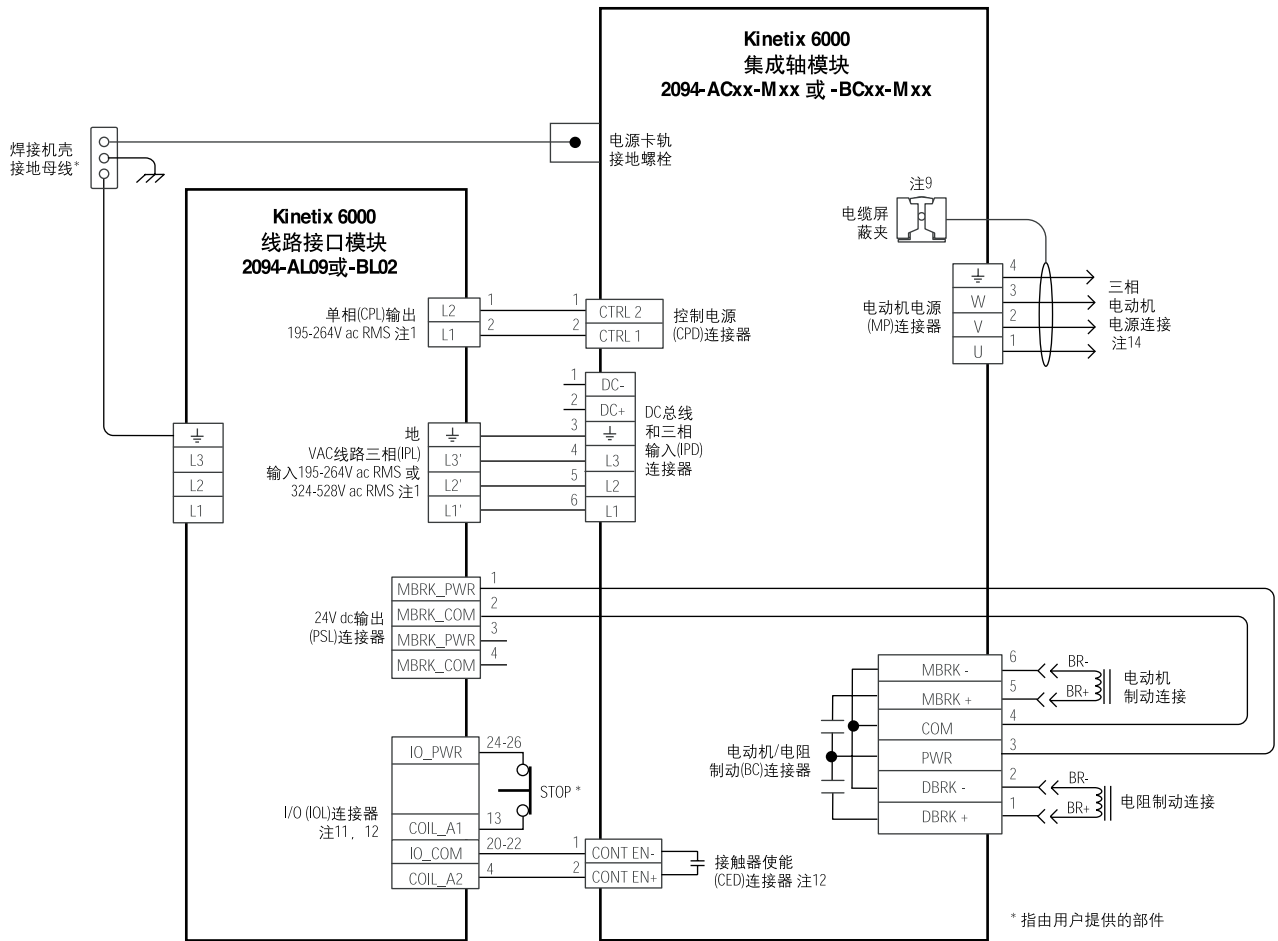 Kinetix 6000
集成轴模块
2094-ACxx-Mxx 或 -BCxx-Mxx
焊接机壳
接地母线*
电源卡轨
接地螺栓
Kinetix 6000
线路接口模块
2094-AL09或-BL02
注9
电缆屏
蔽夹
电动机电源
(MP)连接器
W
V
U
4
3
2
1
三相
电动机
电源连接
注14
单相(CPL)输出
195-264V ac RMS 注1
L2
L1
1
2
1
2
CTRL 2
CTRL 1
控制电源
(CPD)连接器
L3
L2
L1
地
VAC线路三相(IPL)
输入195-264V ac RMS 或
324-528V ac RMS 注1
L3'
L2'
L1'
1
2
3
4
5
6
DC-
DC+
L3
L2
L1
DC总线
和三相
输入(IPD)
连接器
24V dc输出
(PSL)连接器
MBRK_PWR
MBRK_COM
MBRK_PWR
MBRK_COM
1
2
3
4
电动机/电阻
制动(BC)连接器
MBRK -
MBRK +
COM
PWR
DBRK -
DBRK +
6
5
4
3
2
1
BR-
BR+
电动机
制动连接
BR-
BR+
电阻制动连接
I/O (IOL)连接器
注11，12
IO_PWR
COIL_A1
IO_COM
COIL_A2
24-26
13
20-22
4
STOP *
1
2
CONT EN-
CONT EN+
接触器使能
(CED)连接器 注12
* 指由用户提供的部件